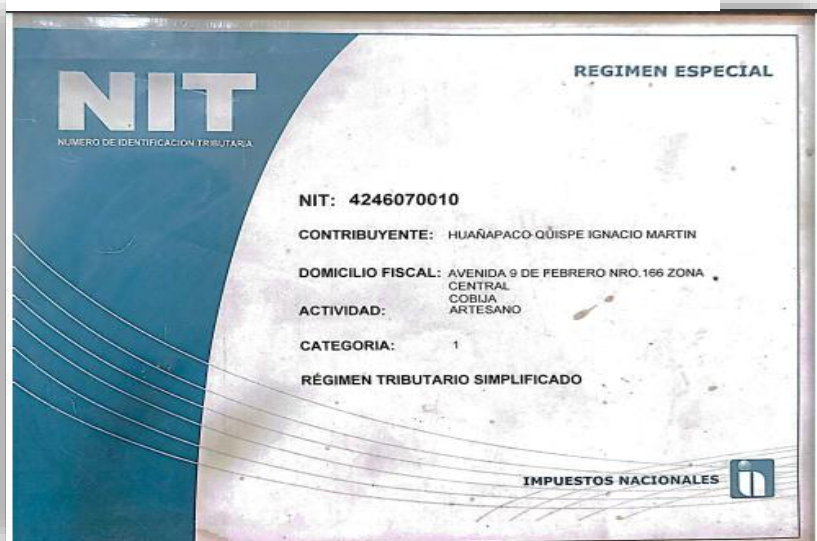 REGIMEN ESPECIAL
NIT
NUMERO DE IDENTIFICACION TRIBUTARIA
NIT: 4246070010
CONTRIBUYENTE: HUAÑAPACO QUISPE IGNACIO MARTIN
DOMICILIO FISCAL: AVENIDA 9 DE FEBRERO NRO.166 ZONA
CENTRAL
COBIJA
ACTIVIDAD: ARTESANO
CATEGORIA: 1
RÉGIMEN TRIBUTARIO SIMPLIFICADO
IMPUESTOS NACIONALES
in